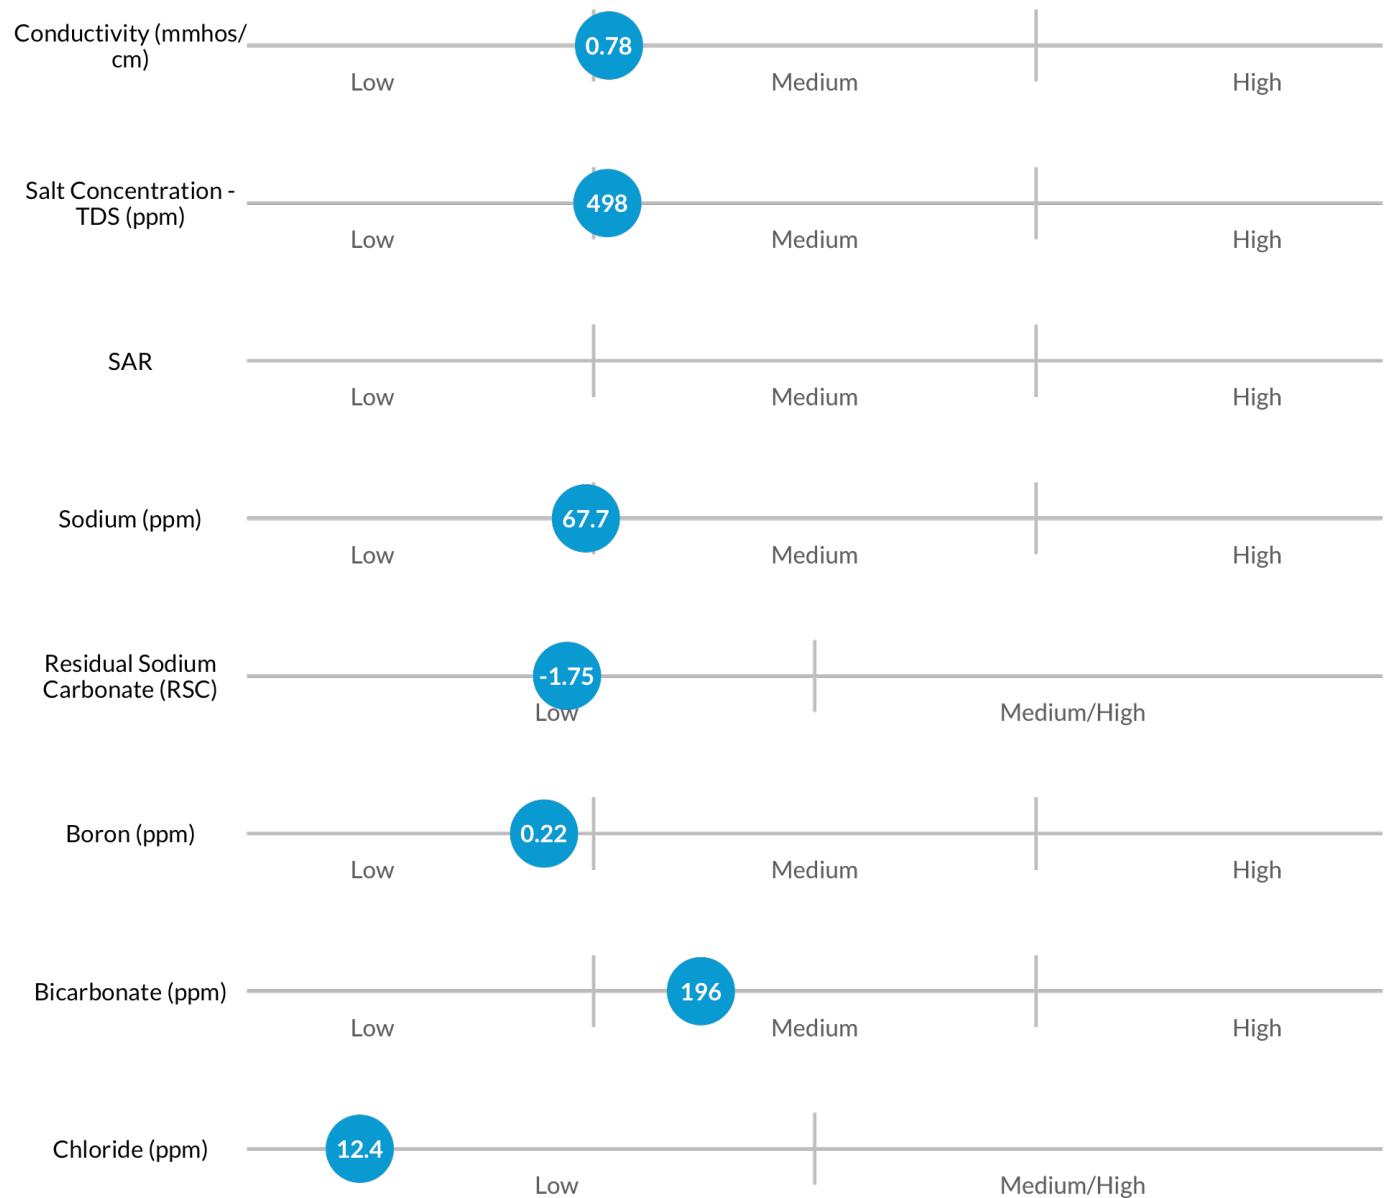 Conductivity (mmhos/
cm)
0.78
Low Medium High
Salt Concentration -
TDS (ppm)
498
Low Medium High
SAR
Low Medium High
Sodium (ppm)
67.7
Low Medium High
Residual Sodium
Carbonate (RSC)
-1.75
Low Medium/High
Boron (ppm)
0.22
Low Medium High
Bicarbonate (ppm)
196
Low Medium High
Chloride (ppm)
12.4
Low Medium/High